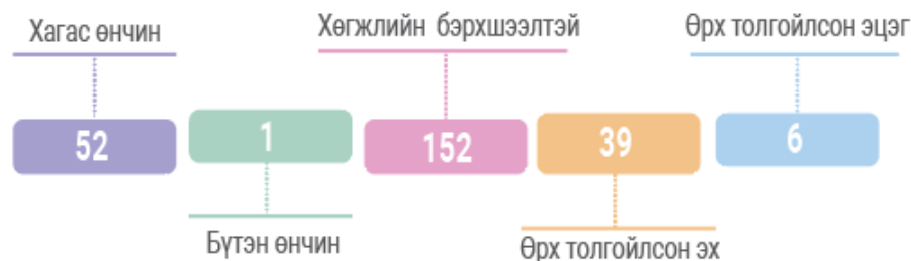 Хагас өнчин
Хөгжлийн бэрхшээлтэй
Өрх толгойлсон эцэг
52
1
152
39
6
Бүтэн өнчин
Өрх толгойлсон эх